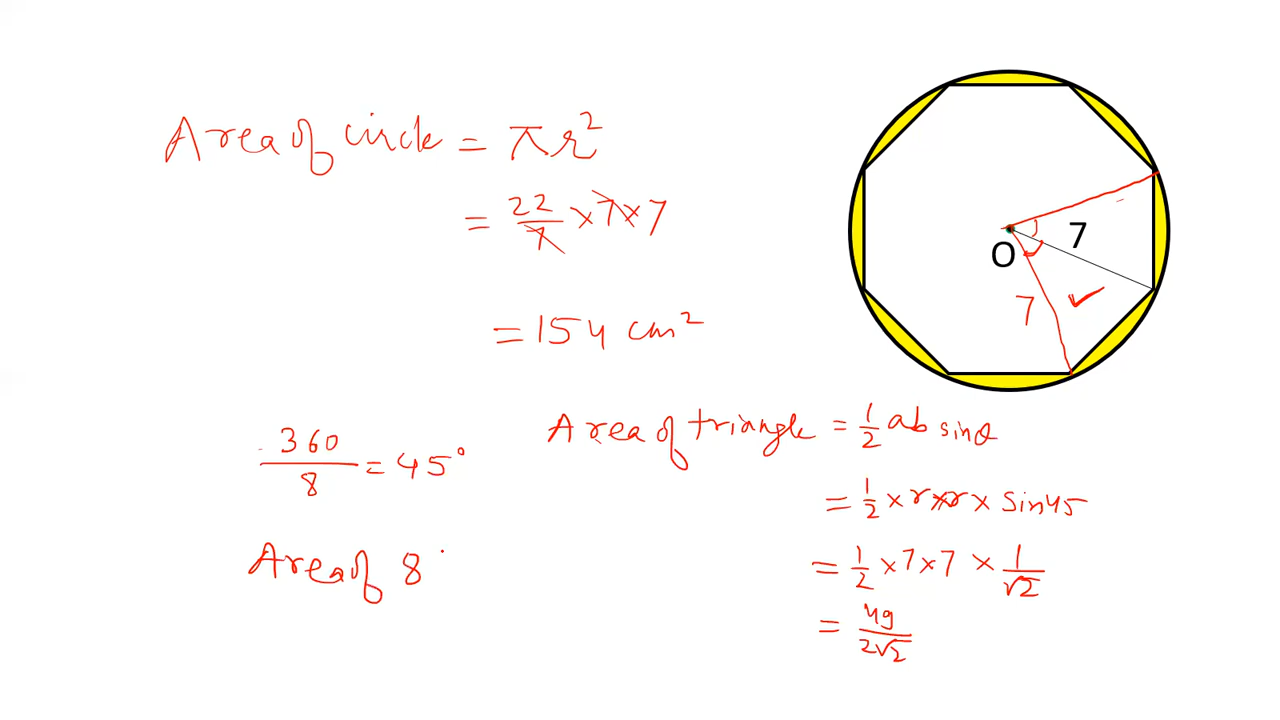 Area of circle = πr²
= 22/7 × 7 × 7
= 154 cm²
O
7
7
360/8 = 45°
Area of 8
Area of triangle = 1/2 ab sinθ
= 1/2 × r × r × sin45
= 1/2 × 7 × 7 × 1/√2
= 49/2√2